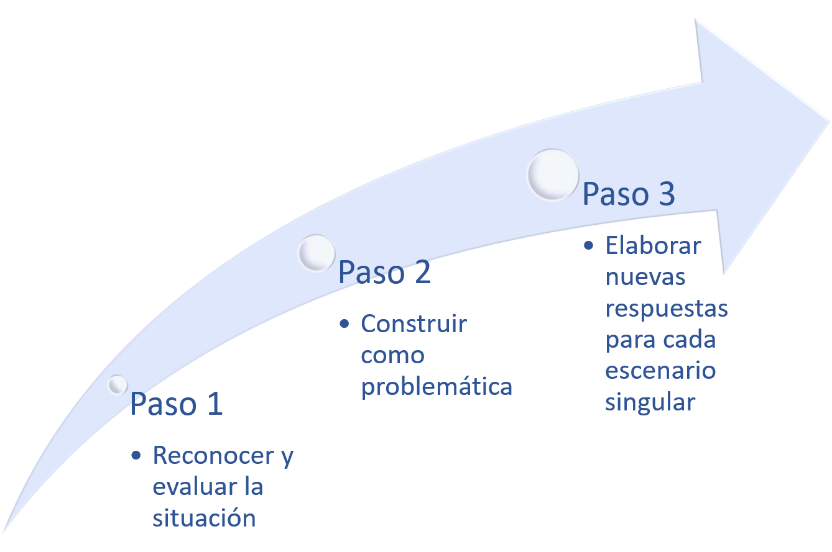 Paso 1
• Reconocer y
evaluar la
situación
Paso 2
• Construir
como
problemática
Paso 3
• Elaborar
nuevas
respuestas
para cada
escenario
singular